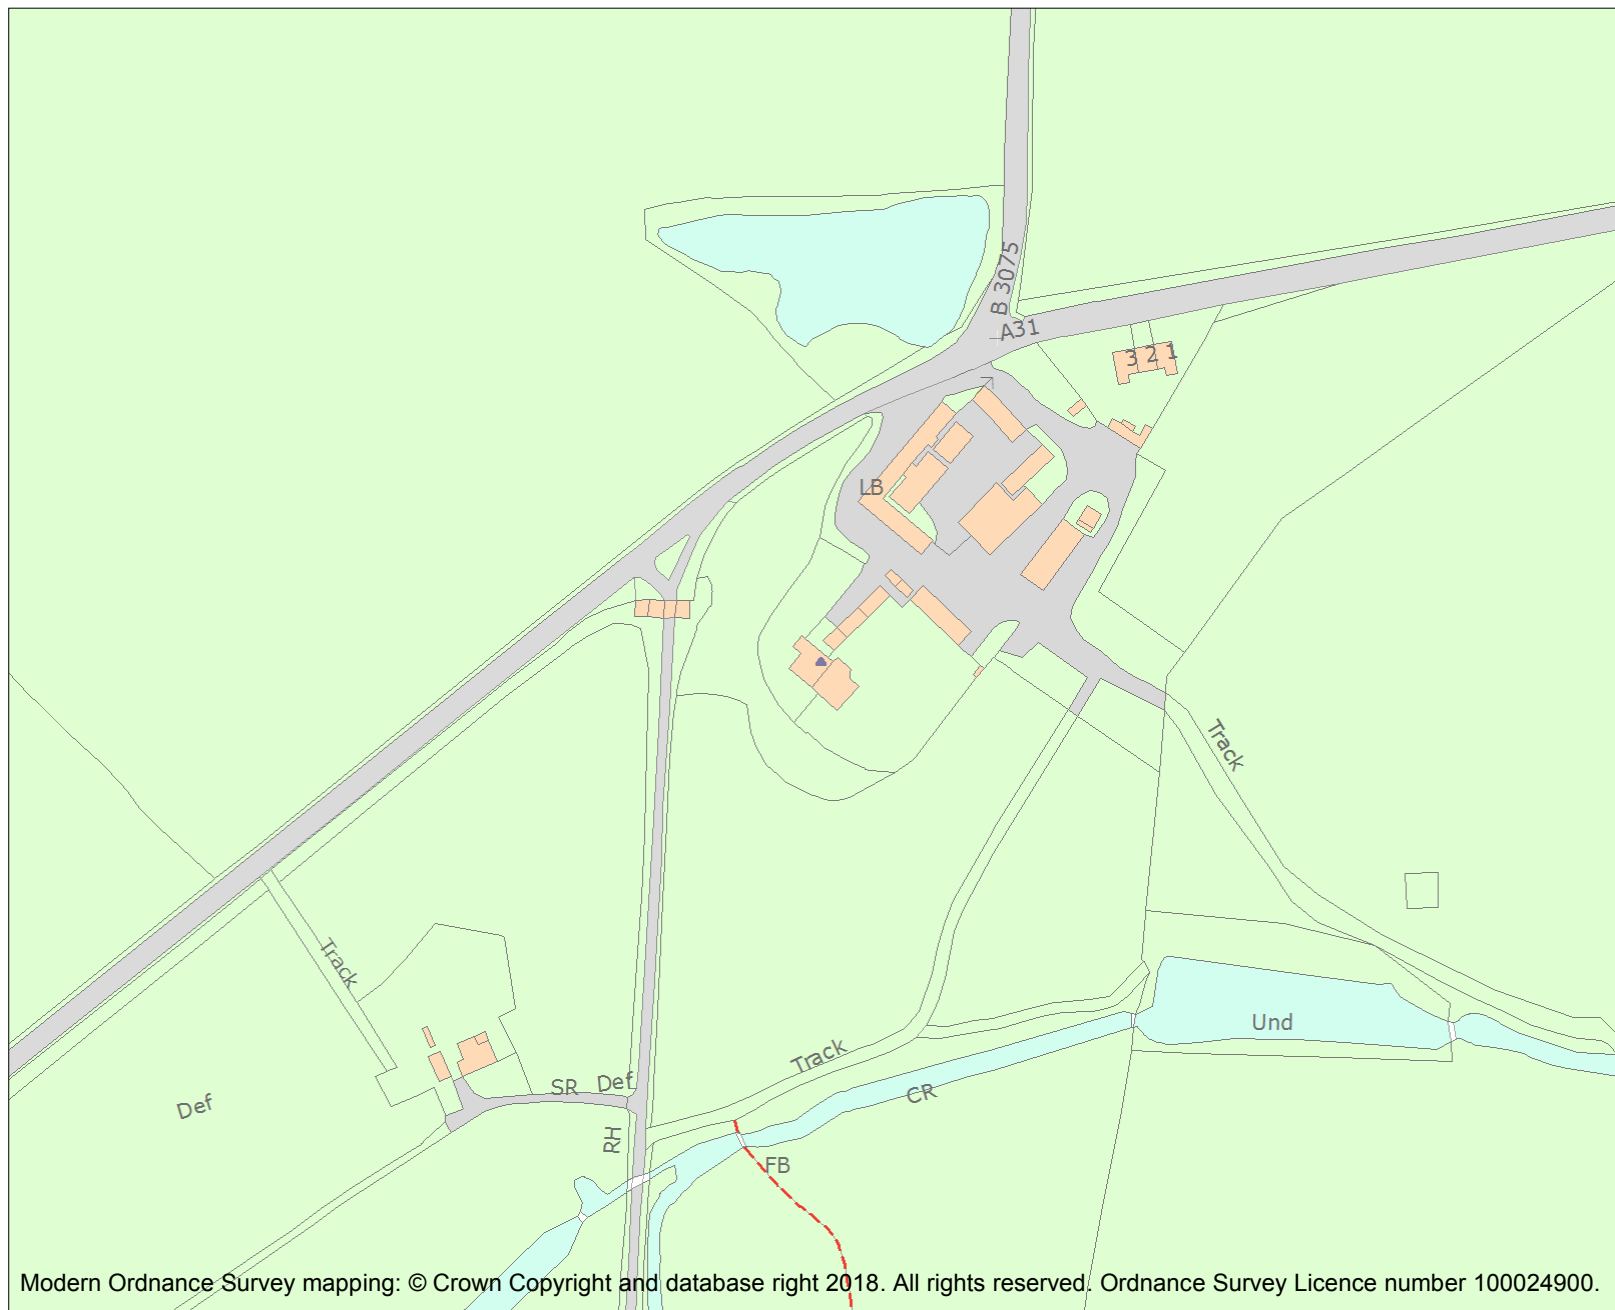 B 3075
A31
3 2 1
LB
Track
Track
Und
Track
SR
Def
CR
Def
RH
FB
Modern Ordnance Survey mapping: © Crown Copyright and database right 2018. All rights reserved. Ordnance Survey Licence number 100024900.